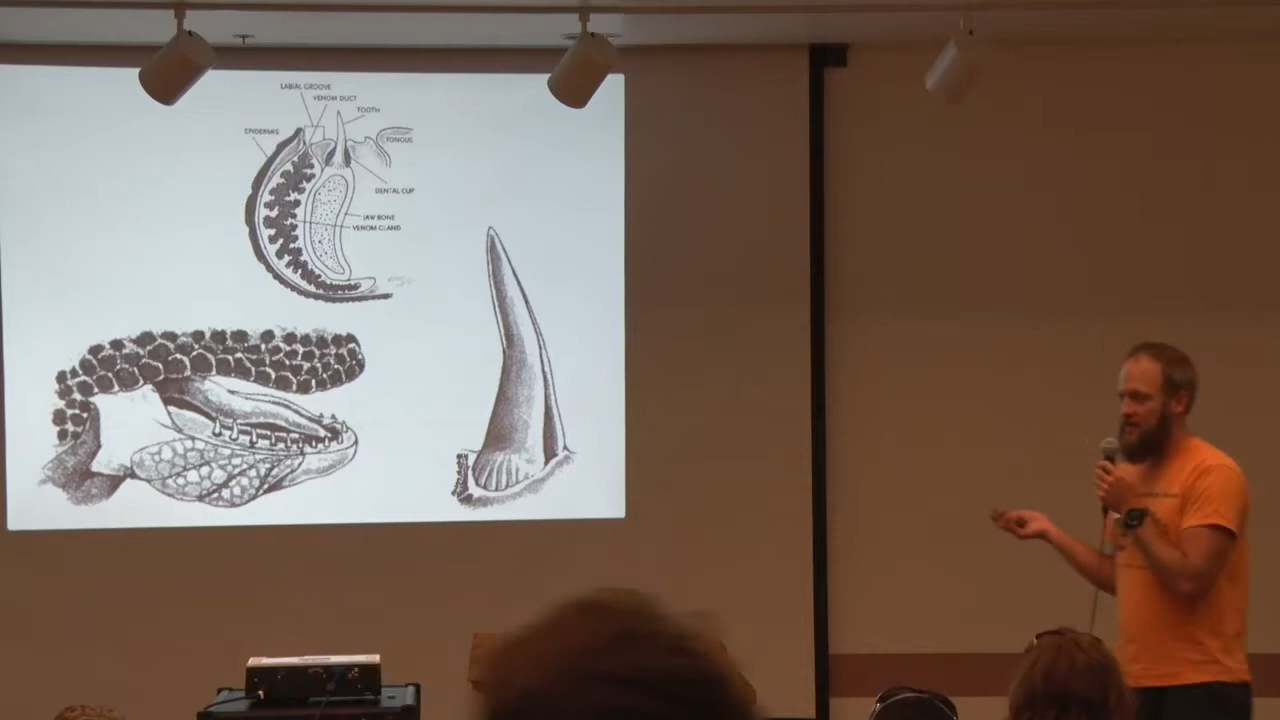 LABIAL GROOVE
VENOM DUCT
TOOTH
EPIDERMIS
TONGUE
DENTAL CUP
JAW BONE
VENOM GLAND